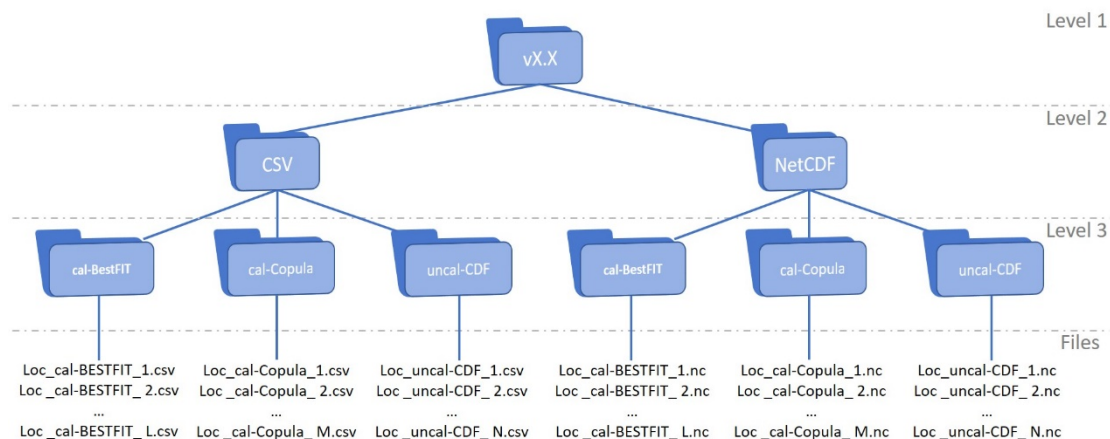 Level 1
vX.X
Level 2
CSV
NetCDF
Level 3
cal-BestFIT
cal-Copula
uncal-CDF
cal-BestFIT
cal-Copula
uncal-CDF
Files
Loc_cal-BESTFIT_1.csv Loc_cal-Copula_1.csv Loc_uncal-CDF_1.csv Loc_cal-BESTFIT_1.nc Loc_cal-Copula_1.nc Loc_uncal-CDF_1.nc
Loc _cal-BESTFIT_ 2.csv Loc _cal-Copula_ 2.csv Loc _uncal-CDF_ 2.csv Loc _cal-BESTFIT_ 2.nc Loc _cal-Copula_ 2.nc Loc _uncal-CDF_ 2.nc
... ... ... ... ... ...
Loc _cal-BESTFIT_ L.csv Loc _cal-Copula_ M.csv Loc _uncal-CDF_ N.csv Loc _cal-BESTFIT_ L.nc Loc _cal-Copula_ M.nc Loc _uncal-CDF_ N.nc